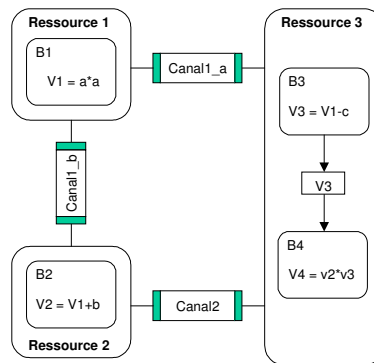 Ressource 1
B1
V1 = a*a
Canal1_a
Ressource 3
B3
V3 = V1-c
Canal1_b
V3
B2
V2 = V1+b
Ressource 2
Canal2
B4
V4 = v2*v3